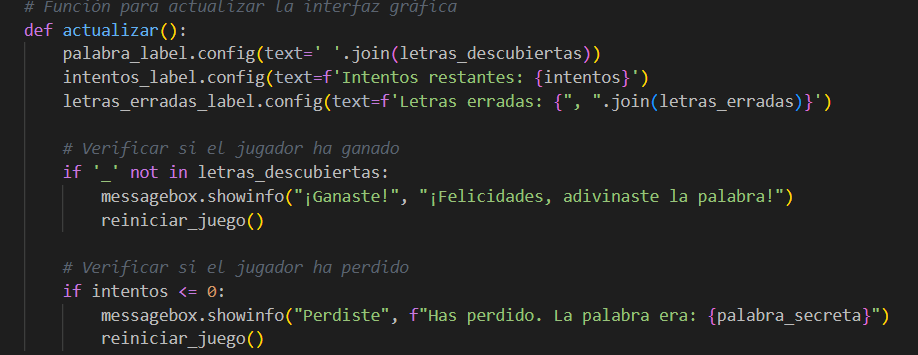 # Función para actualizar la interfaz gráfica
def actualizar():
    palabra_label.config(text=' '.join(letras_descubiertas))
    intentos_label.config(text=f'Intentos restantes: {intentos}')
    letras_erradas_label.config(text=f'Letras erradas: {", ".join(letras_erradas)}')
    # Verificar si el jugador ha ganado
    if '_' not in letras_descubiertas:
        messagebox.showinfo("¡Ganaste!", "¡Felicidades, adivinaste la palabra!")
        reiniciar_juego()
    # Verificar si el jugador ha perdido
    if intentos <= 0:
        messagebox.showinfo("Perdiste", f"Has perdido. La palabra era: {palabra_secreta}")
        reiniciar_juego()